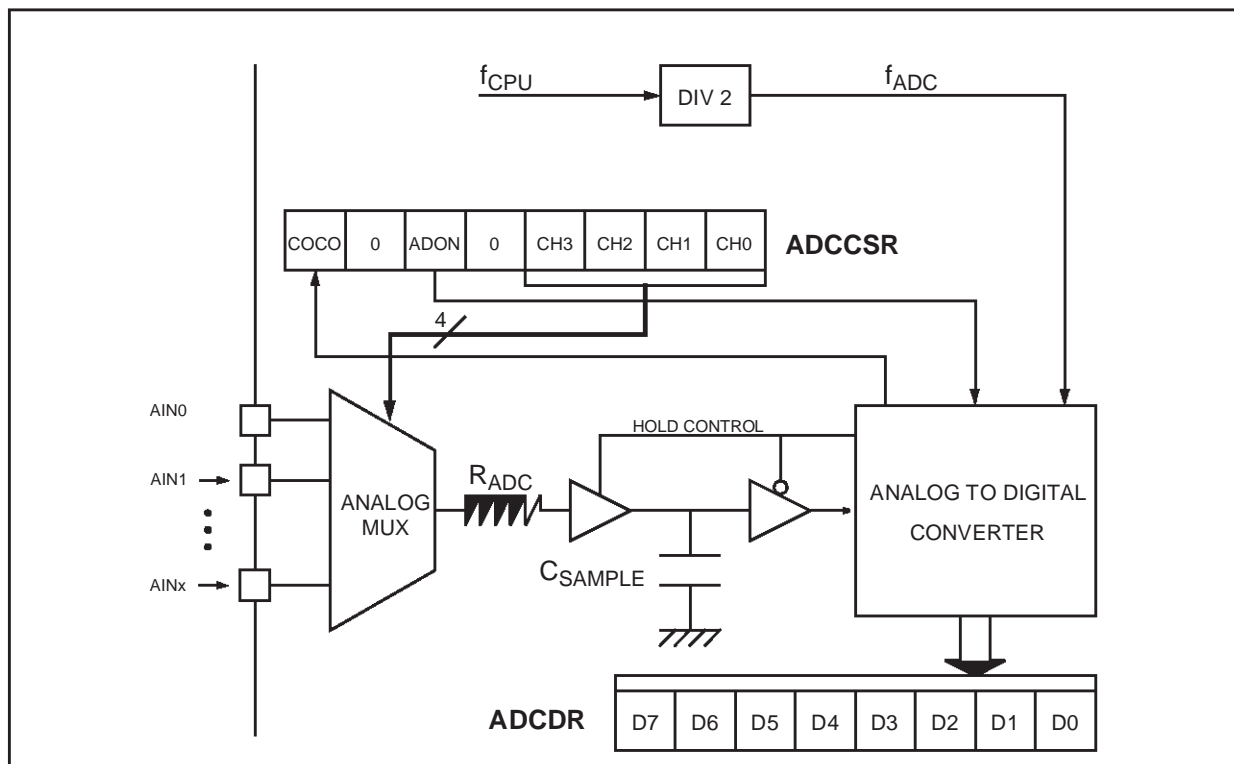 fCPU
DIV 2
fADC
COCO 0 ADON 0 CH3 CH2 CH1 CH0 ADCCSR
4
AIN0
HOLD CONTROL
AIN1
RADC
ANALOG
MUX
ANALOG TO DIGITAL
CONVERTER
CSAMPLE
AINx
ADCDR D7 D6 D5 D4 D3 D2 D1 D0